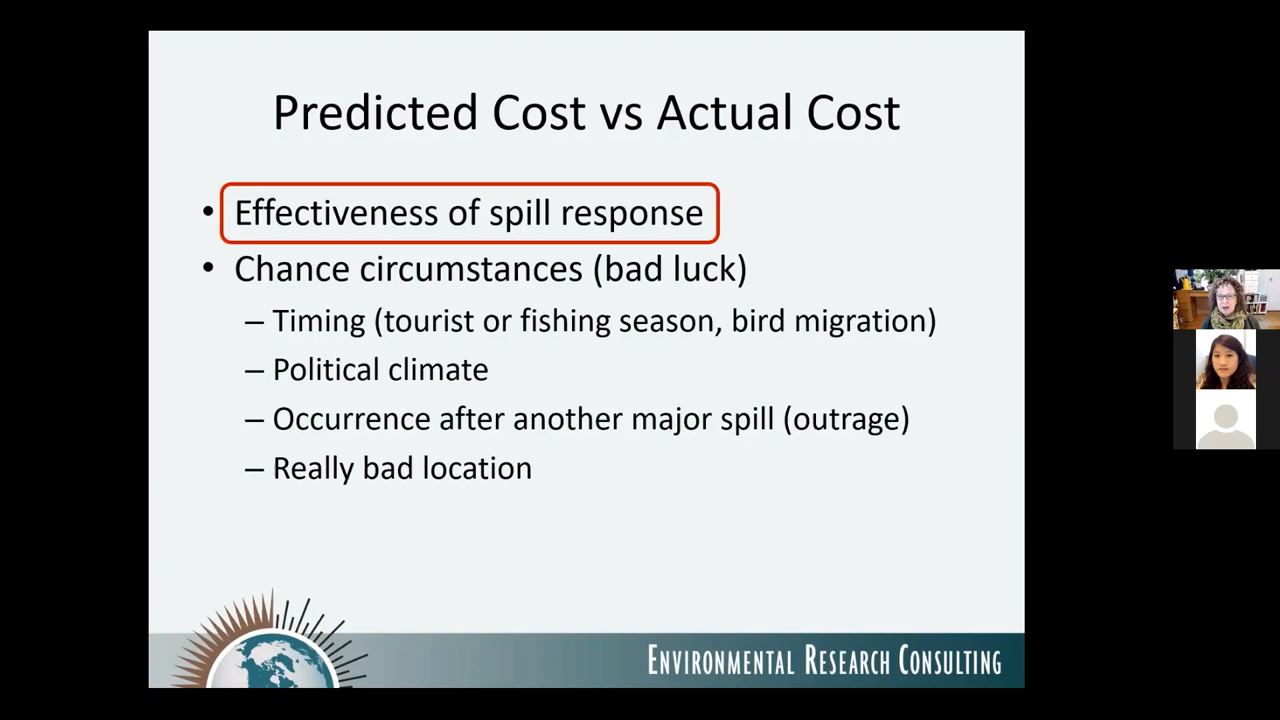 Predicted Cost vs Actual Cost
• Effectiveness of spill response
• Chance circumstances (bad luck)
– Timing (tourist or fishing season, bird migration)
– Political climate
– Occurrence after another major spill (outrage)
– Really bad location
ENVIRONMENTAL RESEARCH CONSULTING